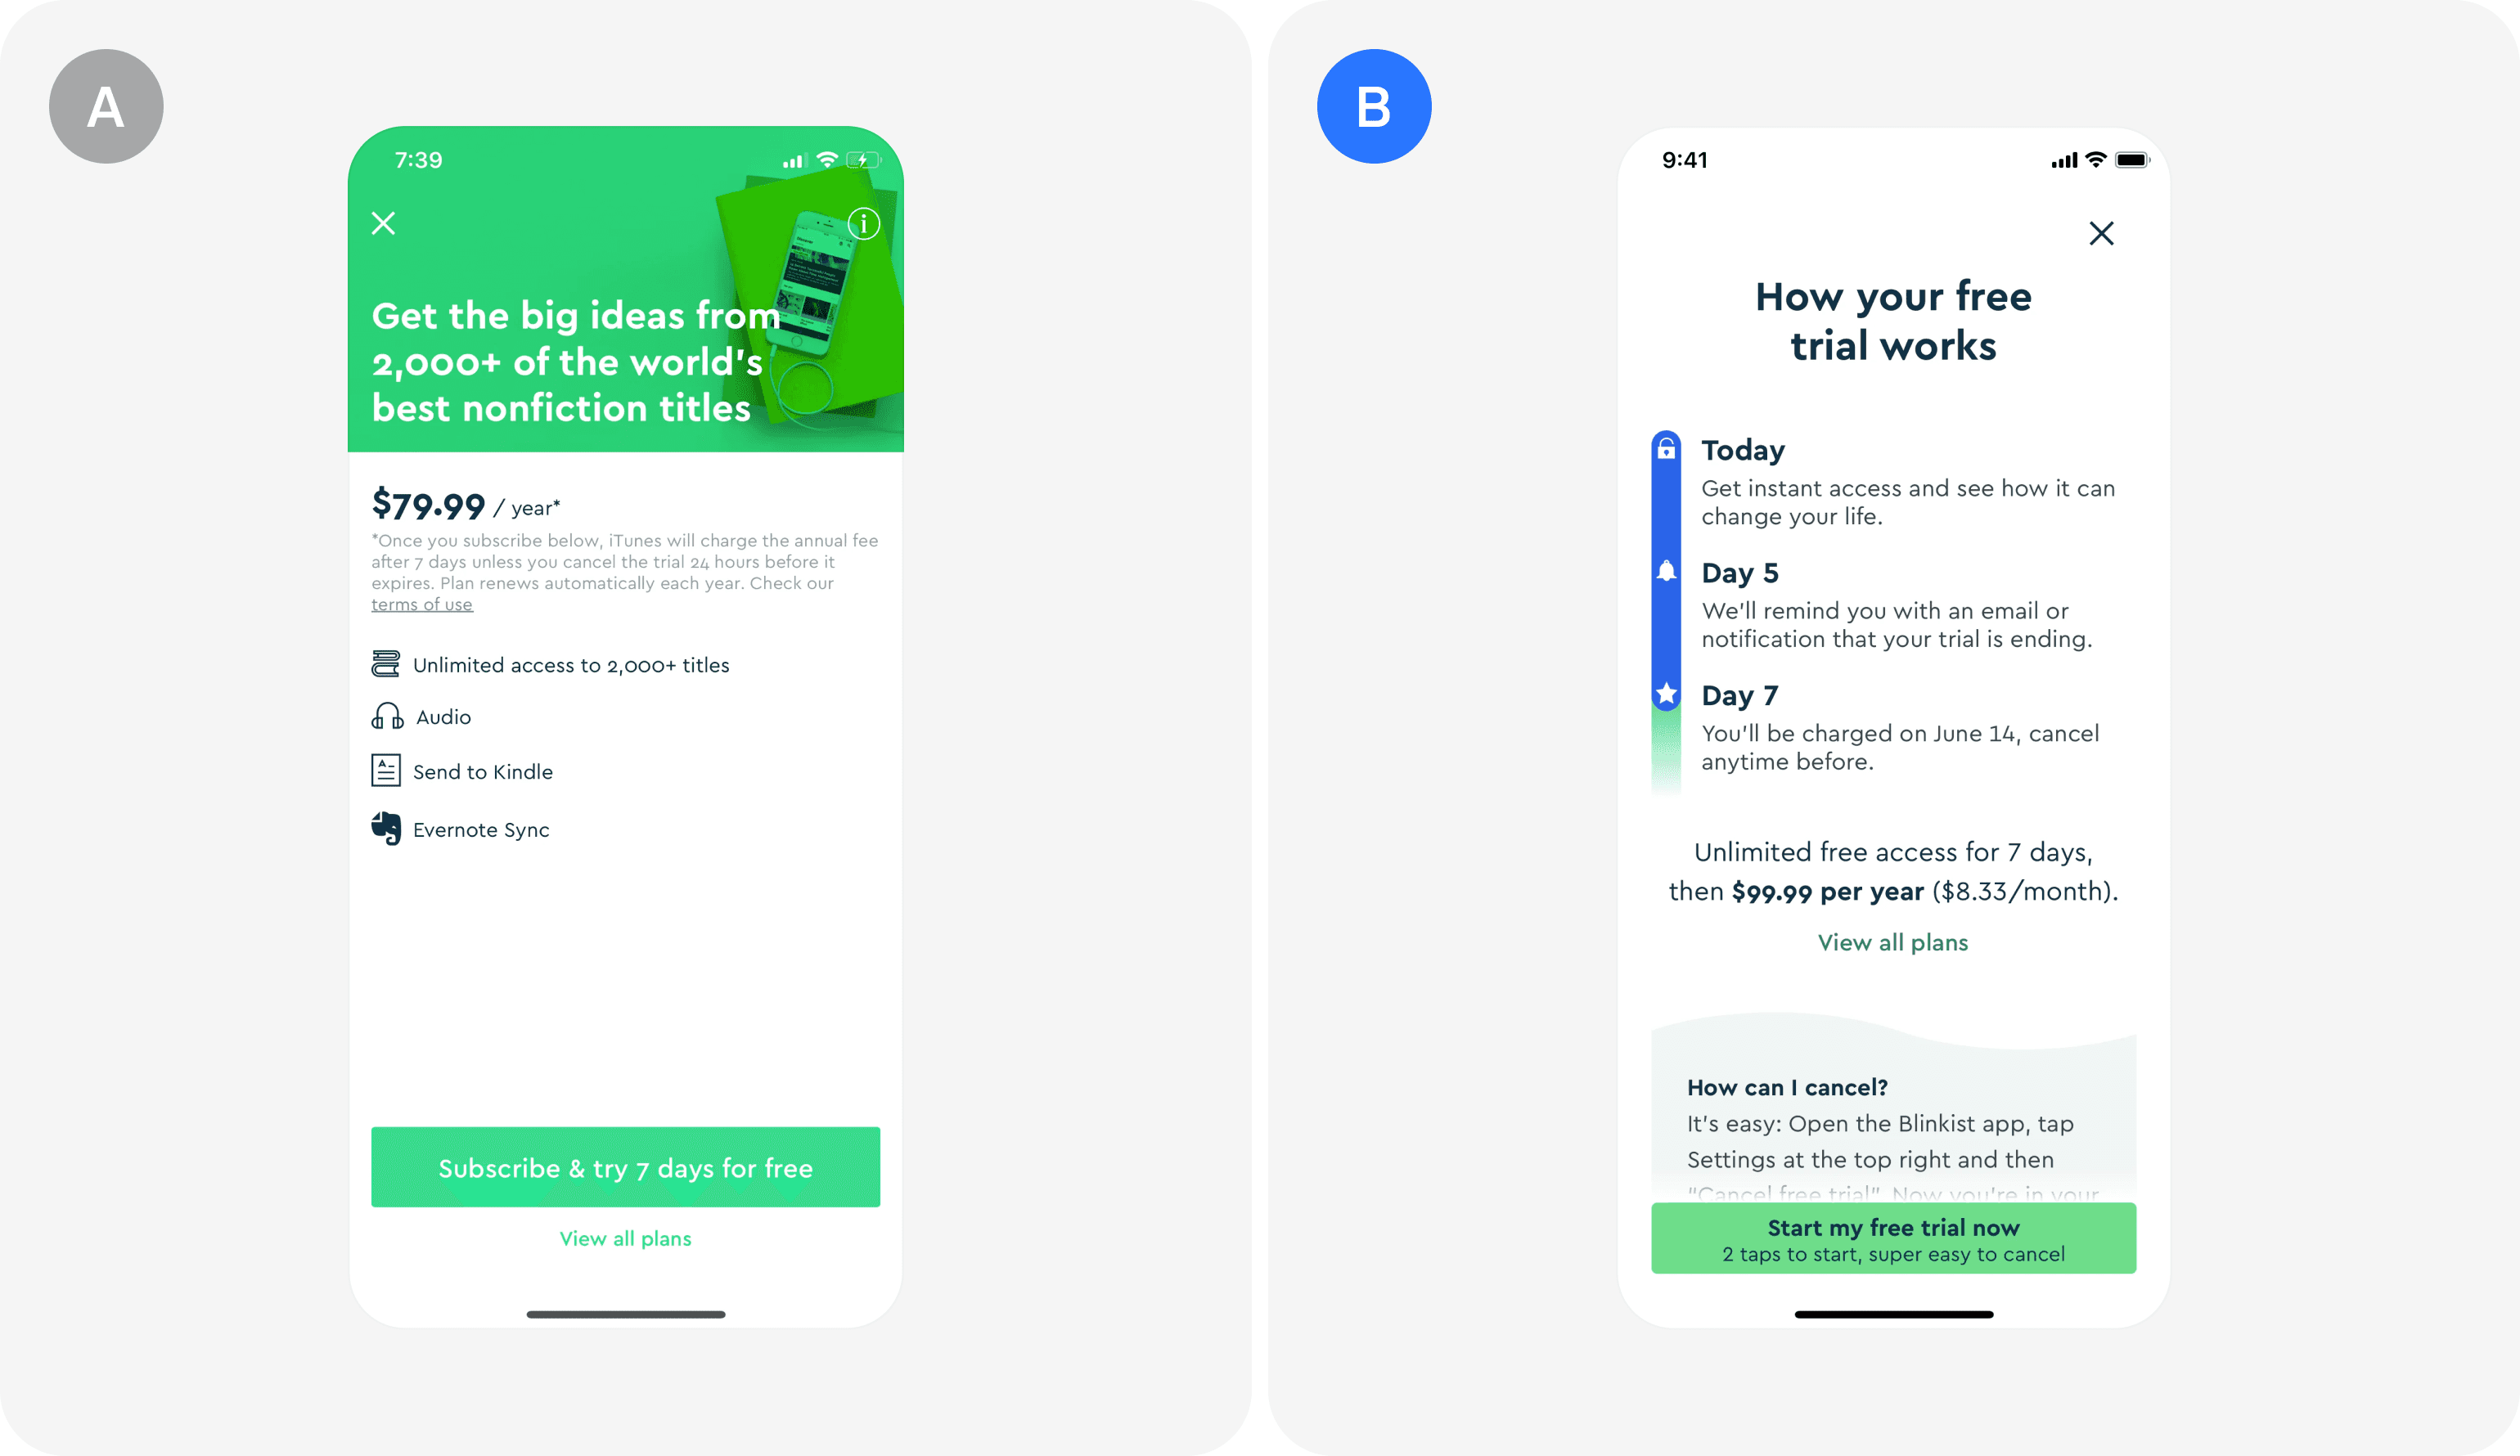 A
7:39
Get the big ideas from
2,000+ of the world's
best nonfiction titles
$79.99 / year*
*Once you subscribe below, iTunes will charge the annual fee
after 7 days unless you cancel the trial 24 hours before it
expires. Plan renews automatically each year. Check our
terms of use
Unlimited access to 2,000+ titles
Audio
Send to Kindle
Evernote Sync
Subscribe & try 7 days for free
View all plans
B
9:41
How your free
trial works
Today
Get instant access and see how it can
change your life.
Day 5
We'll remind you with an email or
notification that your trial is ending.
Day 7
You'll be charged on June 14, cancel
anytime before.
Unlimited free access for 7 days,
then $99.99 per year ($8.33/month).
View all plans
How can I cancel?
It's easy: Open the Blinkist app, tap
Settings at the top right and then
"Cancel free trial". Now you're in your
Start my free trial now
2 taps to start, super easy to cancel